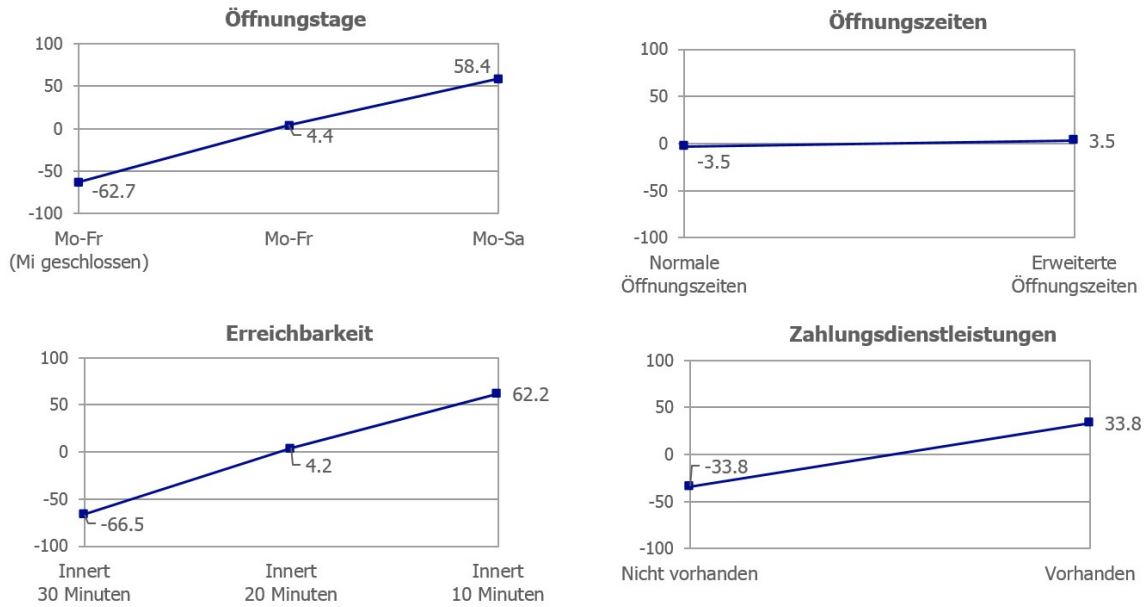 Öffnungstage
100
50
0
-50
-100
58.4
4.4
-62.7
Mo-Fr
(Mi geschlossen)
Mo-Fr
Mo-Sa
Öffnungszeiten
100
50
0
-50
-100
-3.5
3.5
Normale
Öffnungszeiten
Erweiterte
Öffnungszeiten
Erreichbarkeit
100
50
0
-50
-100
62.2
4.2
-66.5
Innert
30 Minuten
Innert
20 Minuten
Innert
10 Minuten
Zahlungsdienstleistungen
100
50
0
-50
-100
-33.8
33.8
Nicht vorhanden
Vorhanden